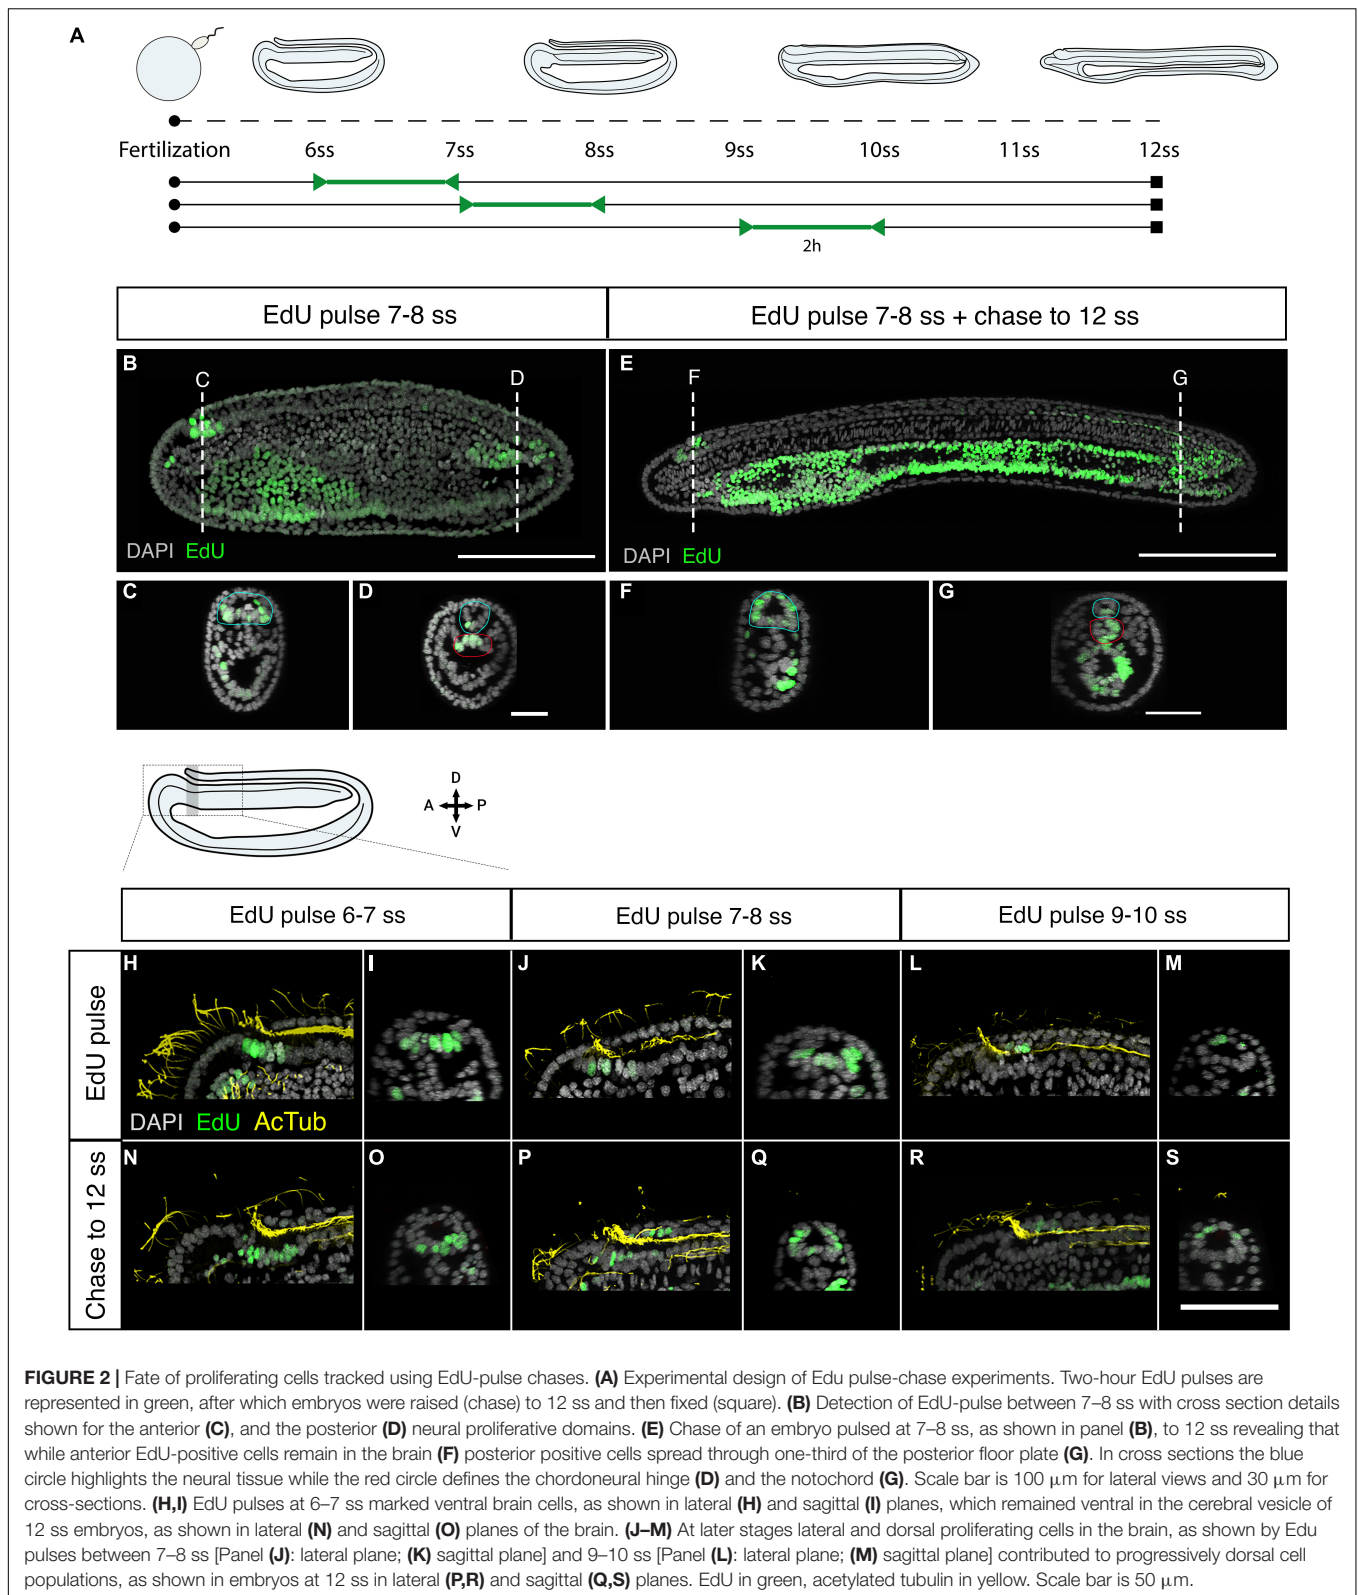 A
Fertilization 6ss 7ss 8ss 9ss 10ss 11ss 12ss
2h
EdU pulse 7-8 ss
EdU pulse 7-8 ss + chase to 12 ss
B
C
D
DAPI EdU
E
F
G
DAPI EdU
C
D
F
G
D
A P
V
EdU pulse 6-7 ss
EdU pulse 7-8 ss
EdU pulse 9-10 ss
EdU pulse
H
I
J
K
L
M
DAPI EdU AcTub
Chase to 12 ss
N
O
P
Q
R
S
FIGURE 2 | Fate of proliferating cells tracked using EdU-pulse chases. (A) Experimental design of Edu pulse-chase experiments. Two-hour EdU pulses are
represented in green, after which embryos were raised (chase) to 12 ss and then fixed (square). (B) Detection of EdU-pulse between 7–8 ss with cross section details
shown for the anterior (C), and the posterior (D) neural proliferative domains. (E) Chase of an embryo pulsed at 7–8 ss, as shown in panel (B), to 12 ss revealing that
while anterior EdU-positive cells remain in the brain (F) posterior positive cells spread through one-third of the posterior floor plate (G). In cross sections the blue
circle highlights the neural tissue while the red circle defines the chordoneural hinge (D) and the notochord (G). Scale bar is 100 μm for lateral views and 30 μm for
cross-sections. (H,I) EdU pulses at 6–7 ss marked ventral brain cells, as shown in lateral (H) and sagittal (I) planes, which remained ventral in the cerebral vesicle of
12 ss embryos, as shown in lateral (N) and sagittal (O) planes of the brain. (J–M) At later stages lateral and dorsal proliferating cells in the brain, as shown by Edu
pulses between 7–8 ss [Panel (J): lateral plane; (K) sagittal plane] and 9–10 ss [Panel (L): lateral plane; (M) sagittal plane] contributed to progressively dorsal cell
populations, as shown in embryos at 12 ss in lateral (P,R) and sagittal (Q,S) planes. EdU in green, acetylated tubulin in yellow. Scale bar is 50 μm.